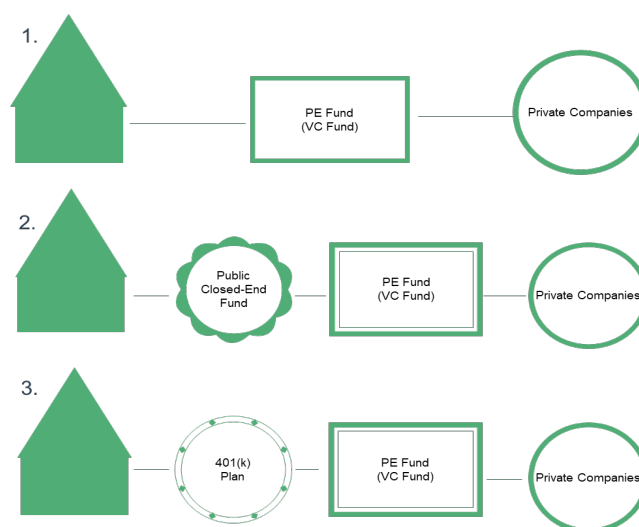 1.
PE Fund
(VC Fund)
Private Companies
2.
Public
Closed-End
Fund
PE Fund
(VC Fund)
Private Companies
3.
401(k)
Plan
PE Fund
(VC Fund)
Private Companies